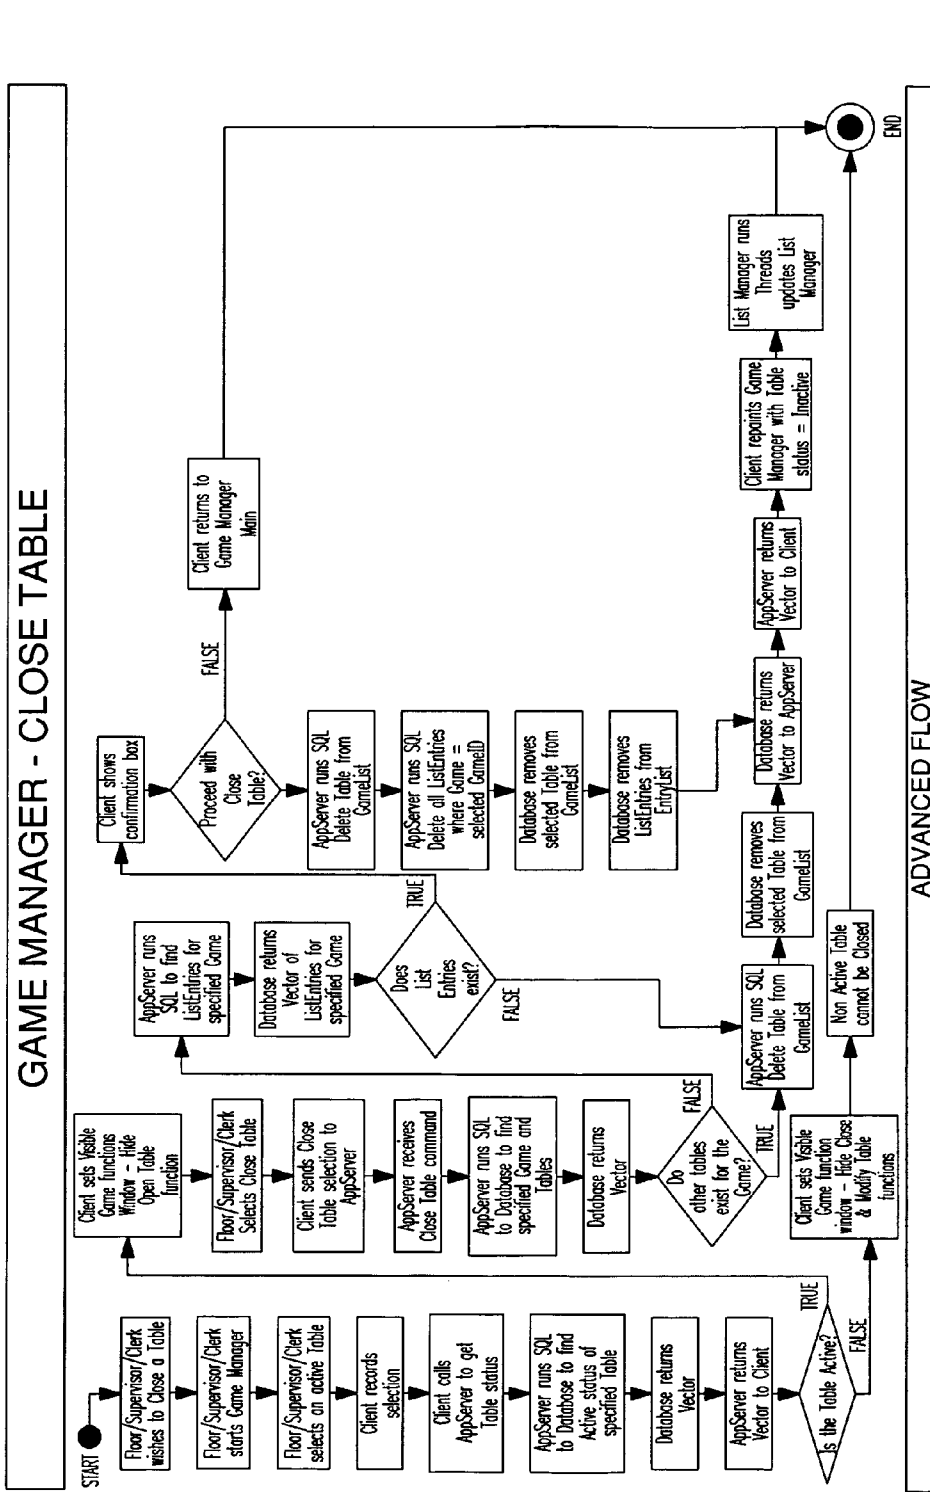 GAME MANAGER - CLOSE TABLE
START
Floor/Supervisor/Clerk
wishes to Close a Table
Floor/Supervisor/Clerk
starts Game Manager
Floor/Supervisor/Clerk
selects an active Table
Client records
selection
Client calls
AppServer to get
Table status
AppServer runs SQL
to Database to find
Active status of
specified Table
Database returns
Vector
AppServer returns
Vector to Client
Is the Table Active?
TRUE
FALSE
Client sets Visible
Game functions
Window - Hide
Open Table
function
Floor/Supervisor/Clerk
Selects Close Table
Client sends Close
Table selection to
AppServer
AppServer receives
Close Table command
AppServer runs SQL
to Database to find
specified Game and
Tables
Database returns
Vector
Do
other tables
exist for the
Game?
FALSE
TRUE
Client sets Visible
Game function
window - Hide Close
& Modify Table
functions
AppServer runs
SQL to find
ListEntries for
specified Game
Database returns
Vector of
ListEntries for
specified Game
Does
List
Entries
exist?
TRUE
FALSE
AppServer runs SQL
Delete Table from
GameList
Non Active Table
cannot be Closed
Client shows
confirmation box
Proceed with
Close
Table?
FALSE
AppServer runs SQL
Delete Table from
GameList
AppServer runs SQL
Delete all ListEntries
where Game =
selected GameID
Database removes
selected Table from
GameList
Database removes
ListEntries from
EntryList
Database removes
selected Table from
GameList
Database returns
Vector to AppServer
AppServer returns
Vector to Client
Client returns to
Game Manager
Main
Client repaints Game
Manager with Table
status = Inactive
List Manager runs
Threads
updates List
Manager
END
ADVANCED FLOW